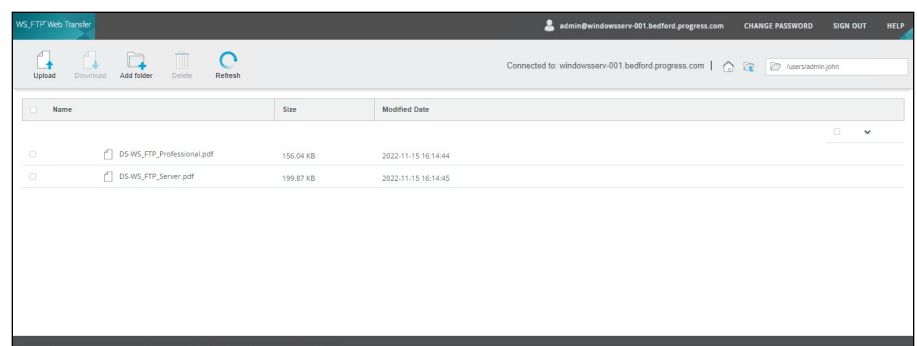 WS_FTP® Web Transfer
admin@windowsserv-001.bedford.progress.com CHANGE PASSWORD SIGN OUT HELP
Upload Download Add folder Delete Refresh
Connected to: windowsserv-001.bedford.progress.com | /users/admin.john
Name Size Modified Date
DS-WS_FTP_Professional.pdf 156.04 KB 2022-11-15 16:14:44
DS-WS_FTP_Server.pdf 199.87 KB 2022-11-15 16:14:45